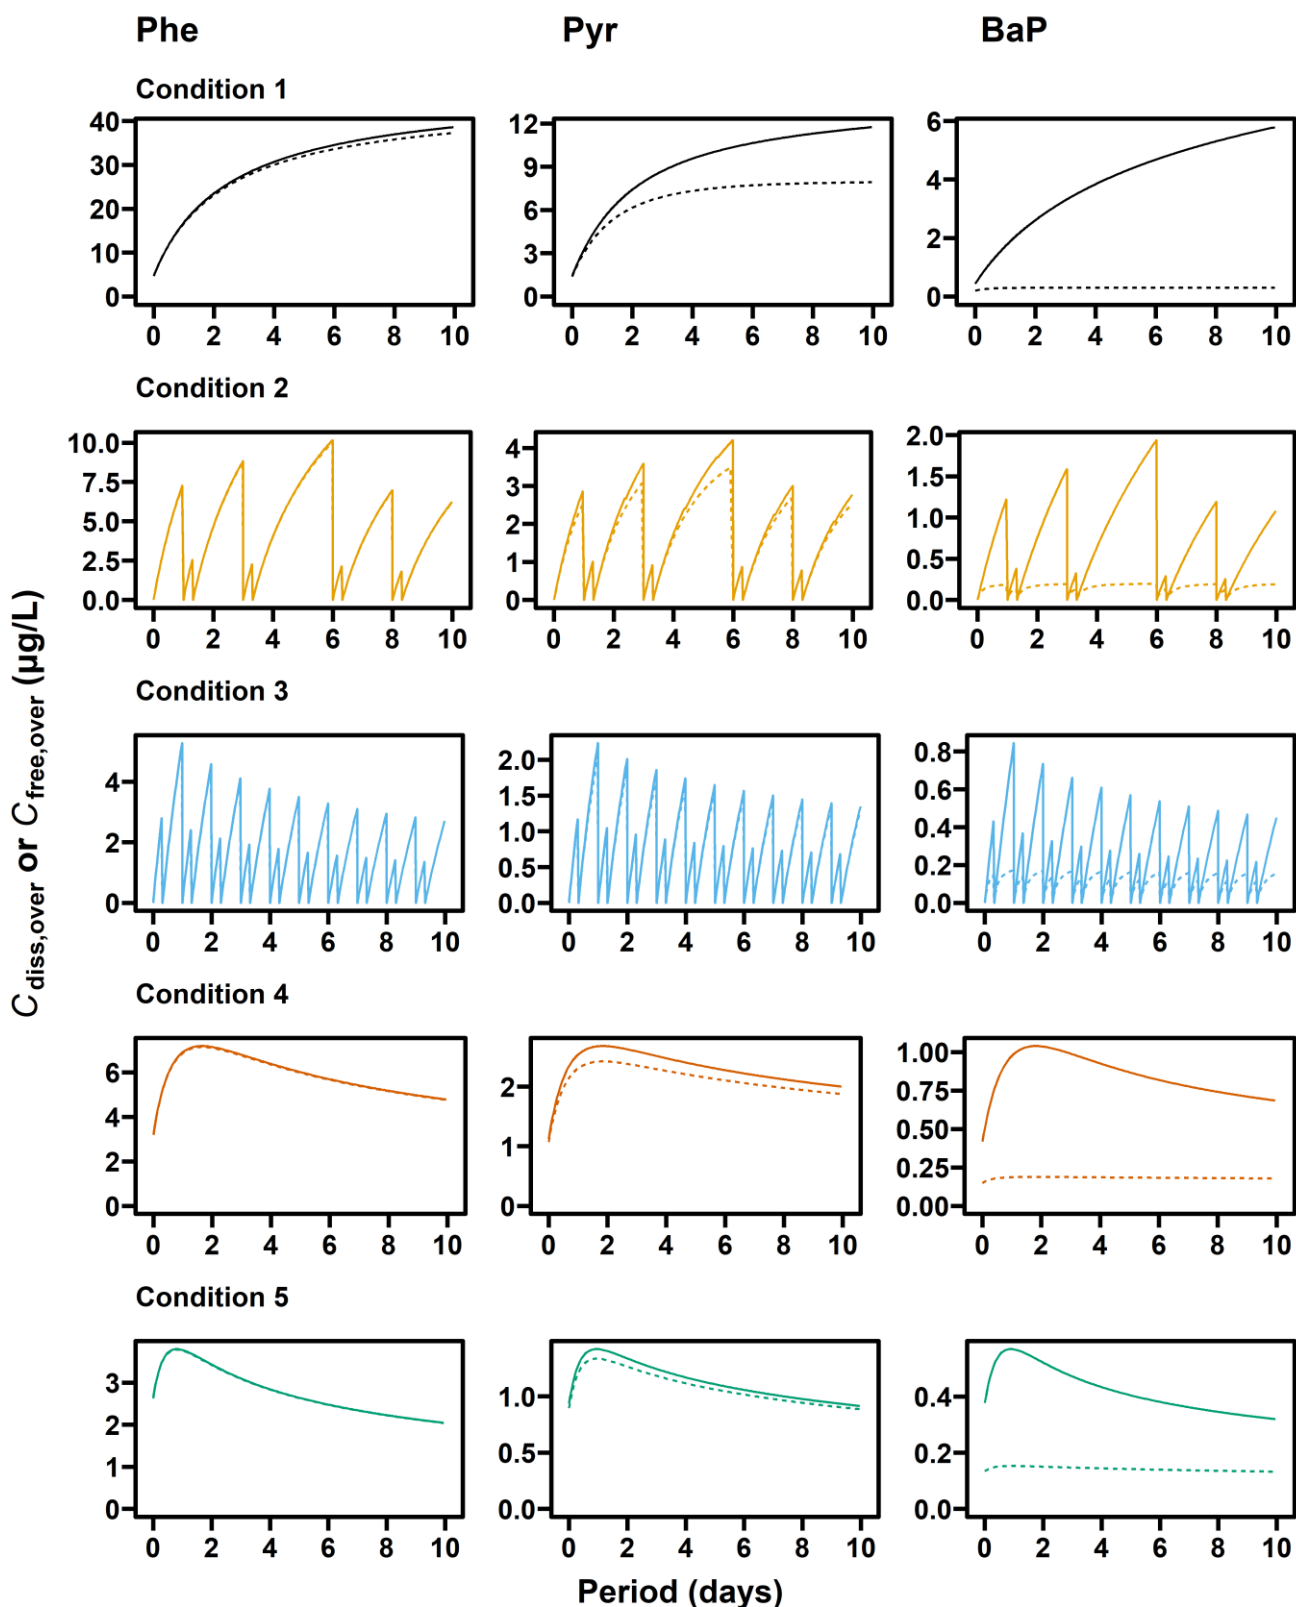 Phe Pyr BaP
Condition 1
40 30 20 10 0
0 2 4 6 8 10
12 9 6 3 0
0 2 4 6 8 10
6 4 2 0
0 2 4 6 8 10
Condition 2
10.0 7.5 5.0 2.5 0.0
0 2 4 6 8 10
4 3 2 1 0
0 2 4 6 8 10
2.0 1.5 1.0 0.5 0.0
0 2 4 6 8 10
Condition 3
4 2 0
0 2 4 6 8 10
2.0 1.5 1.0 0.5 0.0
0 2 4 6 8 10
0.8 0.6 0.4 0.2 0.0
0 2 4 6 8 10
Condition 4
6 4 2 0
0 2 4 6 8 10
2 1 0
0 2 4 6 8 10
1.00 0.75 0.50 0.25 0.00
0 2 4 6 8 10
Condition 5
3 2 1 0
0 2 4 6 8 10
1.0 0.5 0.0
0 2 4 6 8 10
0.4 0.2 0.0
0 2 4 6 8 10
C diss,over or C free,over (µg/L)
Period (days)